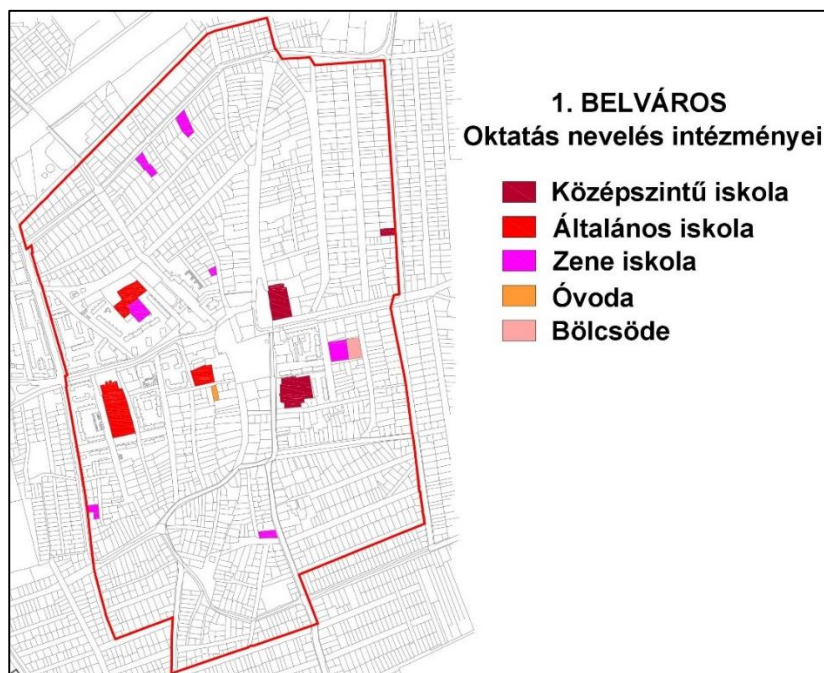 1. BELVÁROS
Oktatás nevelés intézményei
Középszintű iskola
Általános iskola
Zene iskola
Óvoda
Bölcsöde